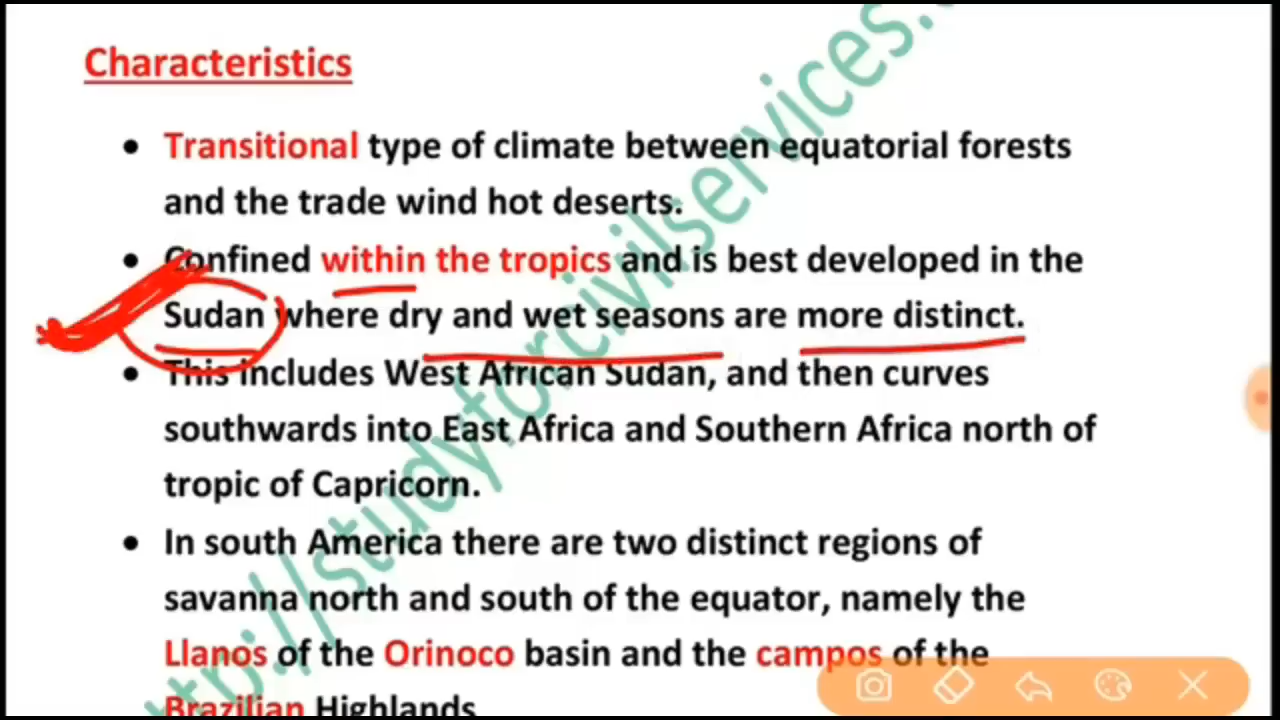 Characteristics
• Transitional type of climate between equatorial forests
and the trade wind hot deserts.
• Confined within the tropics and is best developed in the
Sudan where dry and wet seasons are more distinct.
• This includes West African Sudan, and then curves
southwards into East Africa and Southern Africa north of
tropic of Capricorn.
• In south America there are two distinct regions of
savanna north and south of the equator, namely the
Llanos of the Orinoco basin and the campos of the
Brazilian Highlands
ttp://studyforcivilservices.